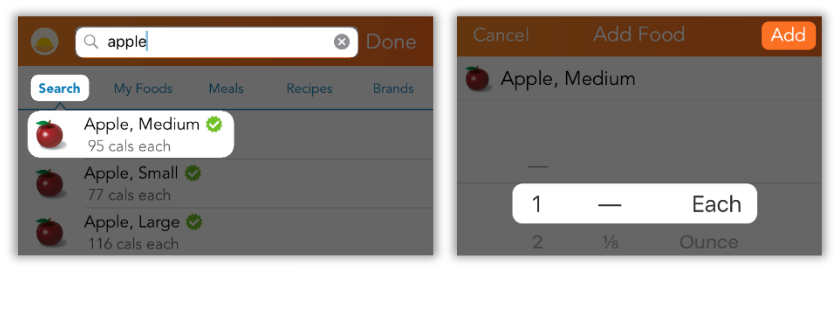 apple
Done
Search
My Foods
Meals
Recipes
Brands
Apple, Medium
95 cals each
Apple, Small
77 cals each
Apple, Large
116 cals each
Cancel
Add Food
Add
Apple, Medium
—
1 — Each
2 ⅛ Ounce